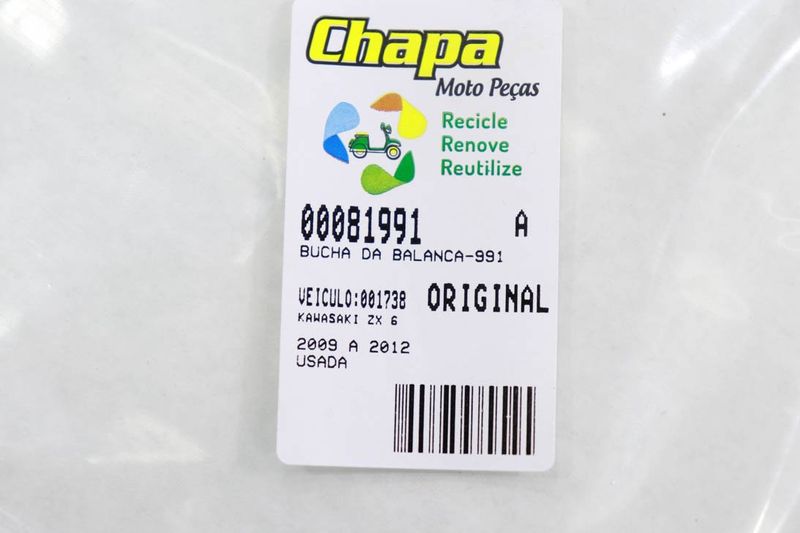 Chapa
Moto Peças
Recicle
Renove
Reutilize
00081991 A
BUCHA DA BALANCA-991
VEICULO:001738 ORIGINAL
KAWASAKI ZX 6
2009 A 2012
USADA